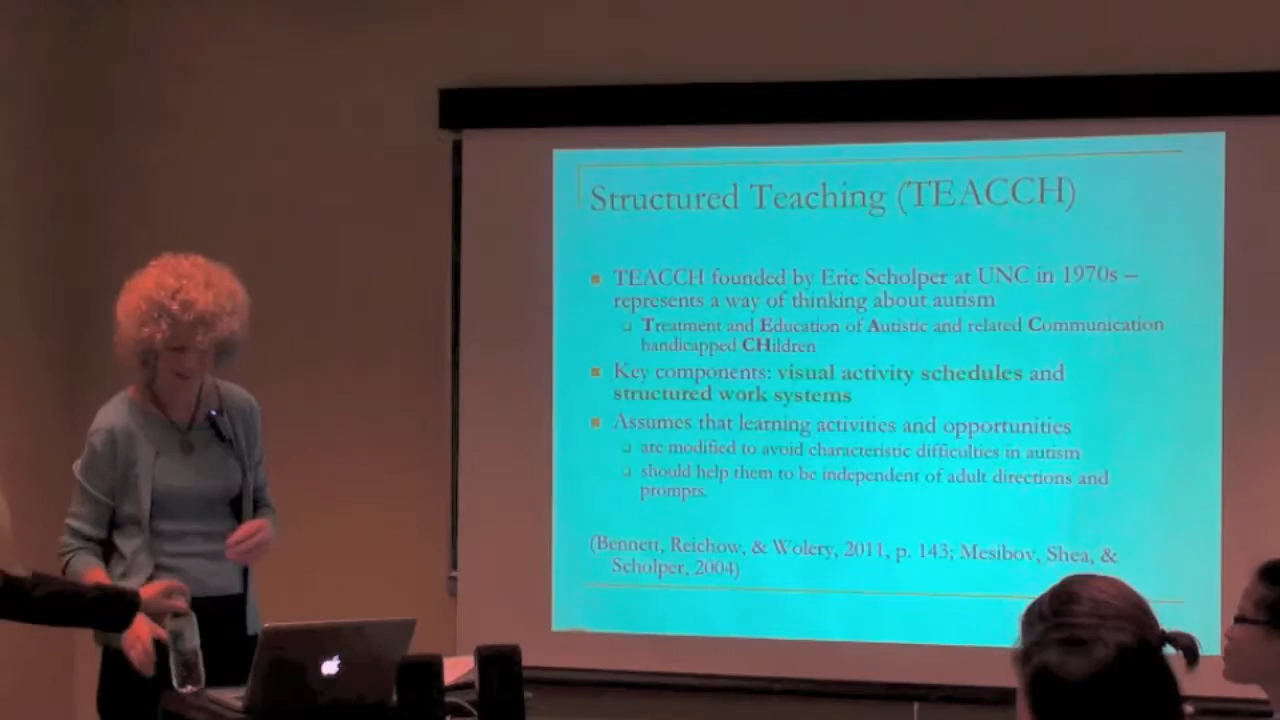 Structured Teaching (TEACCH)
TEACCH founded by Eric Scholper at UNC in 1970s –
represents a way of thinking about autism
Treatment and Education of Autistic and related Communication
handicapped CHildren
Key components: visual activity schedules and
structured work systems
Assumes that learning activities and opportunities
are modified to avoid characteristic difficulties in autism
should help them to be independent of adult directions and
prompts.
(Bennett, Reichow, & Wolery, 2011, p. 143; Mesibov, Shea, &
Scholper, 2004)